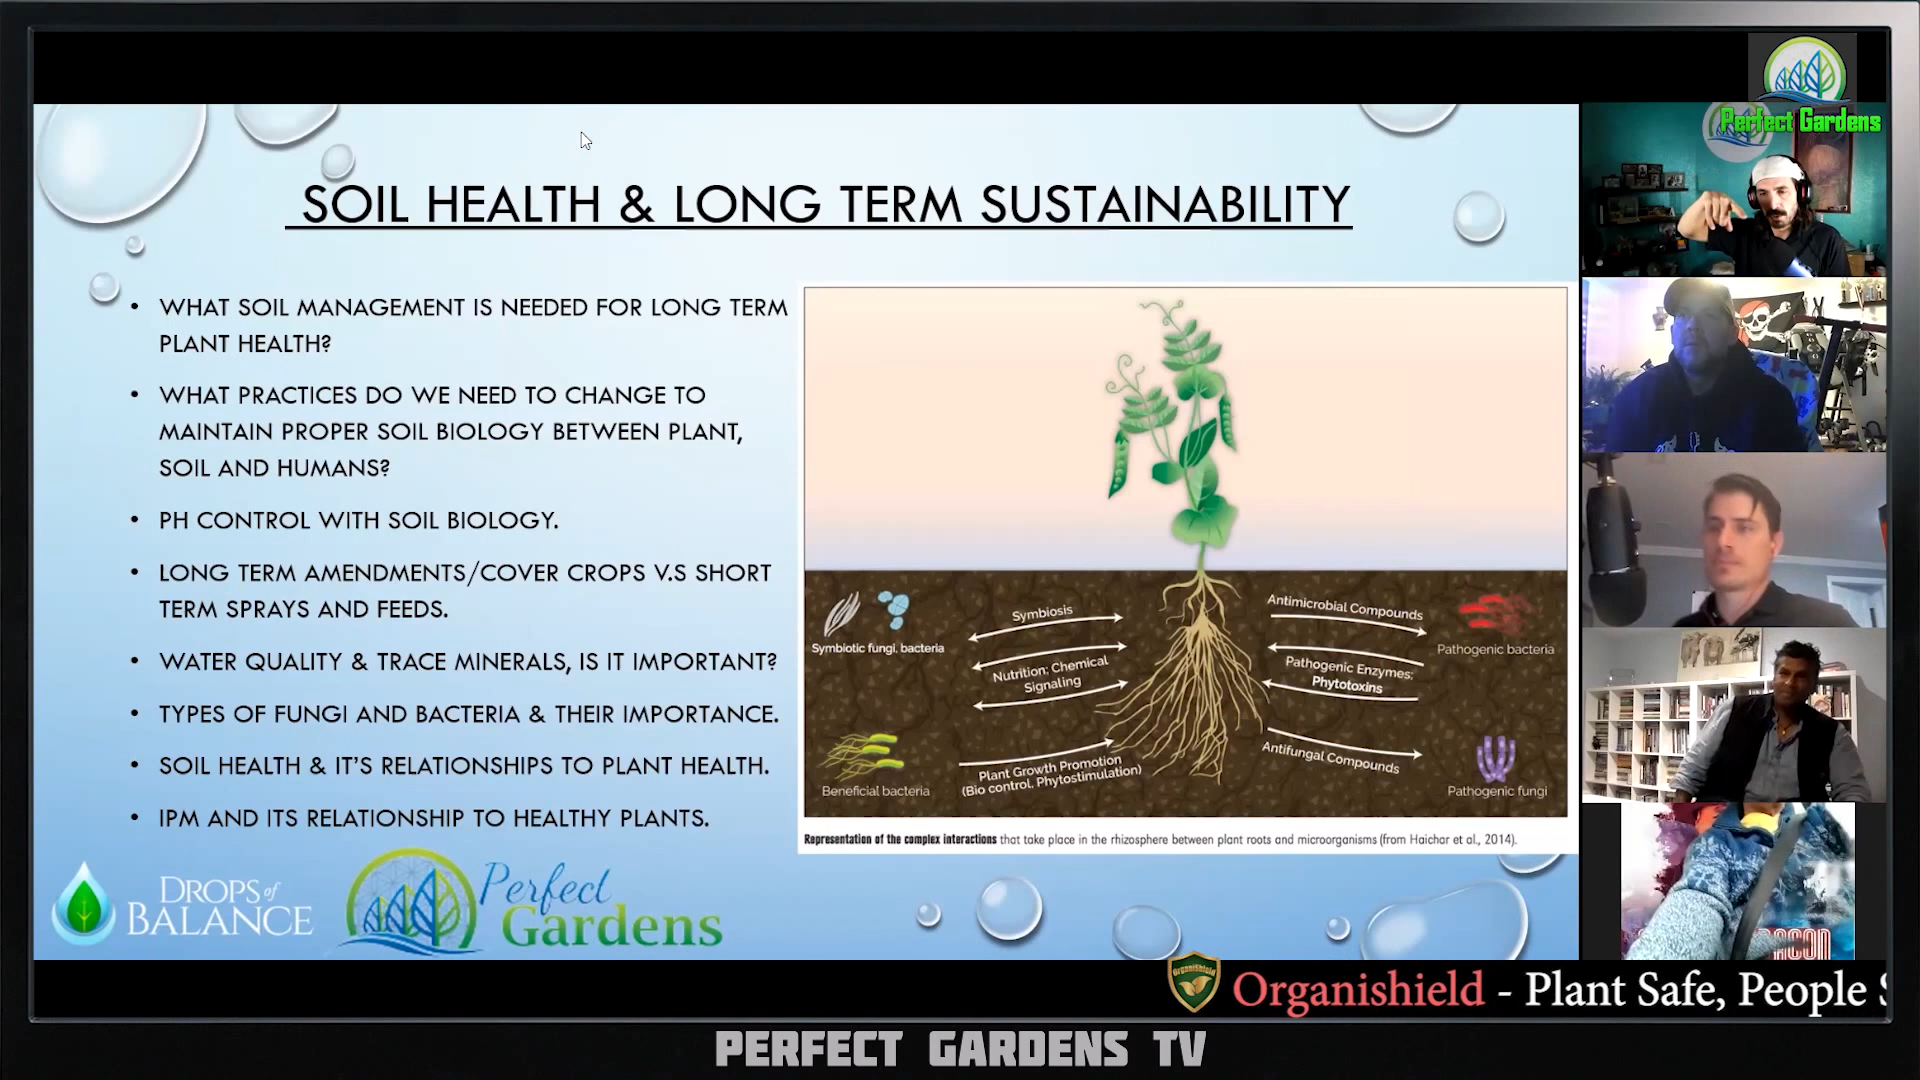 Perfect Gardens
SOIL HEALTH & LONG TERM SUSTAINABILITY
• WHAT SOIL MANAGEMENT IS NEEDED FOR LONG TERM
PLANT HEALTH?
• WHAT PRACTICES DO WE NEED TO CHANGE TO
MAINTAIN PROPER SOIL BIOLOGY BETWEEN PLANT,
SOIL AND HUMANS?
• PH CONTROL WITH SOIL BIOLOGY.
• LONG TERM AMENDMENTS/COVER CROPS V.S SHORT
TERM SPRAYS AND FEEDS.
• WATER QUALITY & TRACE MINERALS, IS IT IMPORTANT?
• TYPES OF FUNGI AND BACTERIA & THEIR IMPORTANCE.
• SOIL HEALTH & IT'S RELATIONSHIPS TO PLANT HEALTH.
• IPM AND ITS RELATIONSHIP TO HEALTHY PLANTS.
Symbiotic fungi, bacteria
Symbiosis
Nutrition; Chemical
Signaling
Beneficial bacteria
Plant Growth Promotion
(Bio control, Phytostimulation)
Antimicrobial Compounds
Pathogenic bacteria
Pathogenic Enzymes;
Phytotoxins
Antifungal Compounds
Pathogenic fungi
Representation of the complex interactions that take place in the rhizosphere between plant roots and microorganisms (from Haichar et al., 2014).
DROPS of
BALANCE
Perfect
Gardens
OrganiShield
Organishield - Plant Safe, People S
PERFECT GARDENS TV